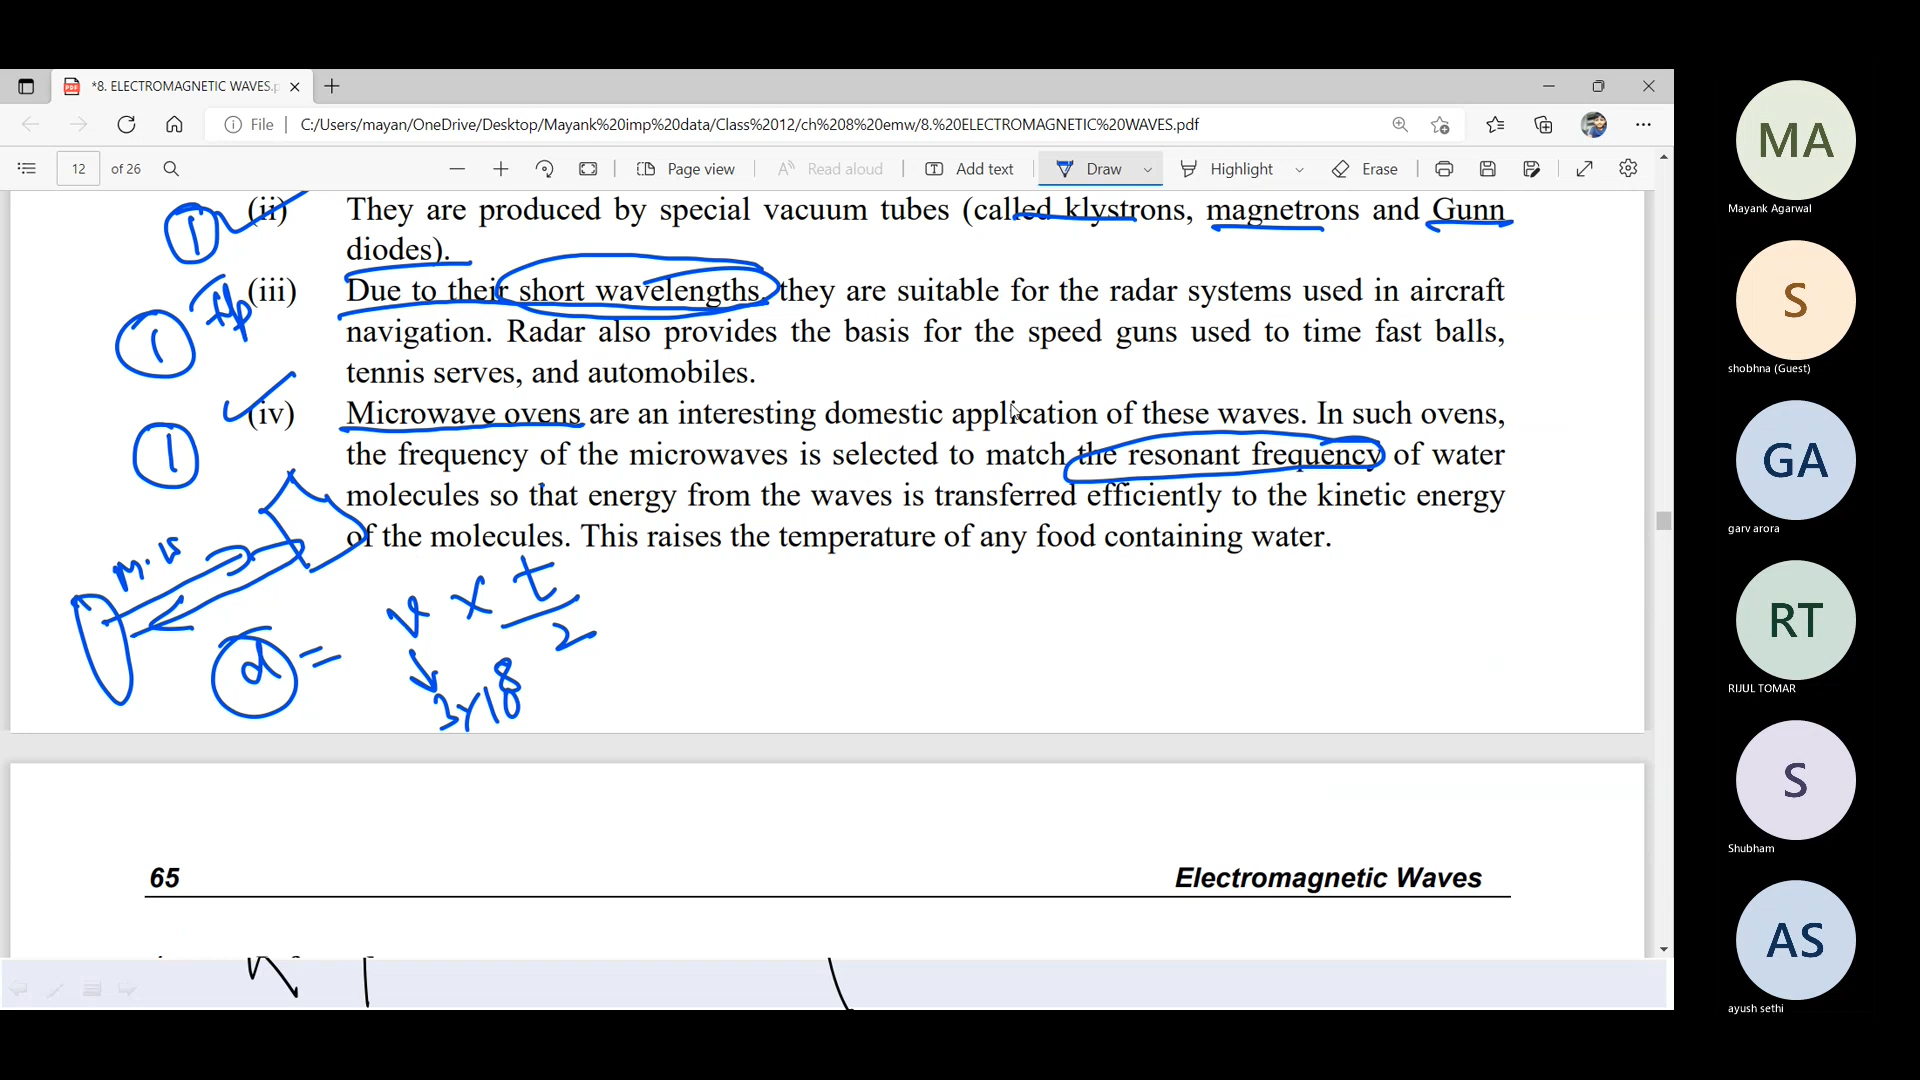 *8. ELECTROMAGNETIC WAVES.p
File | C:/Users/mayan/OneDrive/Desktop/Mayank%20imp%20data/Class%2012/ch%208%20emw/8.%20ELECTROMAGNETIC%20WAVES.pdf
12 of 26 Page view Read aloud Add text Draw Highlight Erase
(ii) They are produced by special vacuum tubes (called klystrons, magnetrons and Gunn
diodes).
1
(iii) Due to their short wavelengths, they are suitable for the radar systems used in aircraft
navigation. Radar also provides the basis for the speed guns used to time fast balls,
tennis serves, and automobiles.
1
(iv) Microwave ovens are an interesting domestic application of these waves. In such ovens,
the frequency of the microwaves is selected to match the resonant frequency of water
molecules so that energy from the waves is transferred efficiently to the kinetic energy
of the molecules. This raises the temperature of any food containing water.
1
d = v x t
2
65 Electromagnetic Waves
MA
Mayank Agarwal
S
shobhna (Guest)
GA
garv arora
RT
RIJUL TOMAR
S
Shubham
AS
ayush sethi